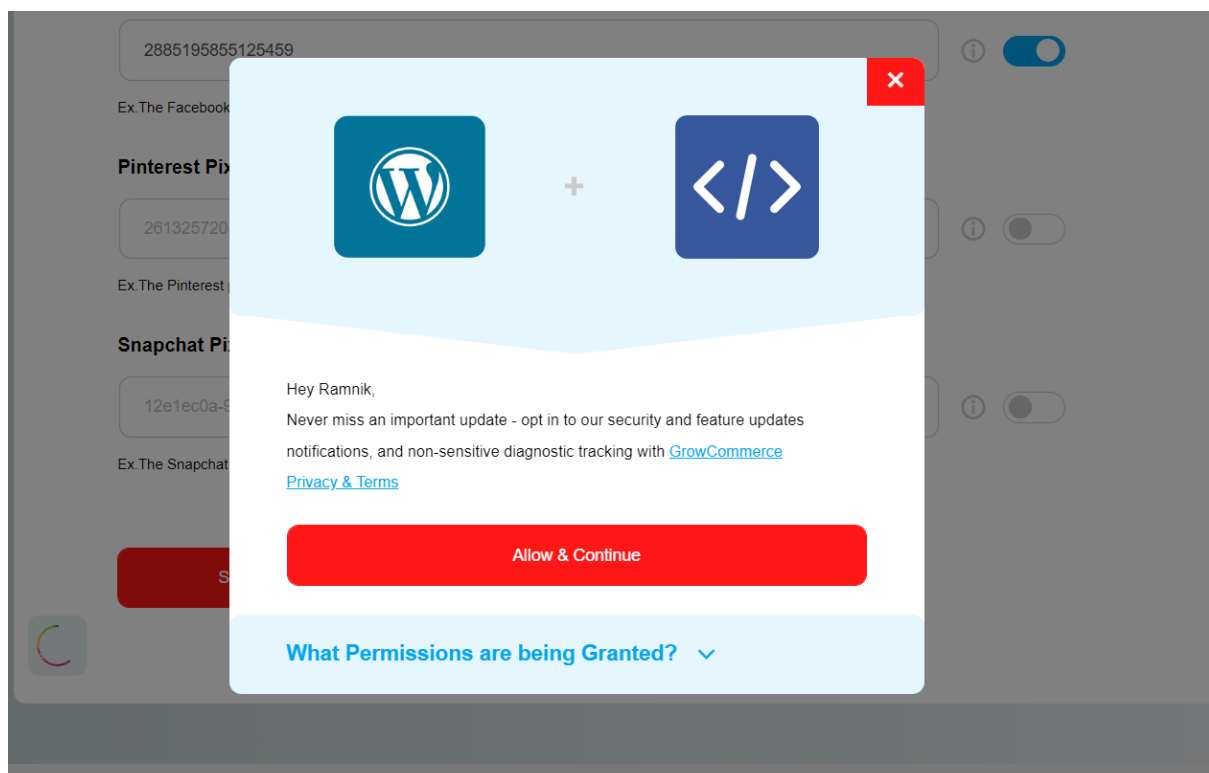 2885195855125459
Ex.The Facebook
Pinterest Pix
261325720
Ex.The Pinterest
Snapchat Pi
12e1ec0a-9
Ex.The Snapchat
S
Hey Ramnik,
Never miss an important update - opt in to our security and feature updates
notifications, and non-sensitive diagnostic tracking with GrowCommerce
Privacy & Terms
Allow & Continue
What Permissions are being Granted?